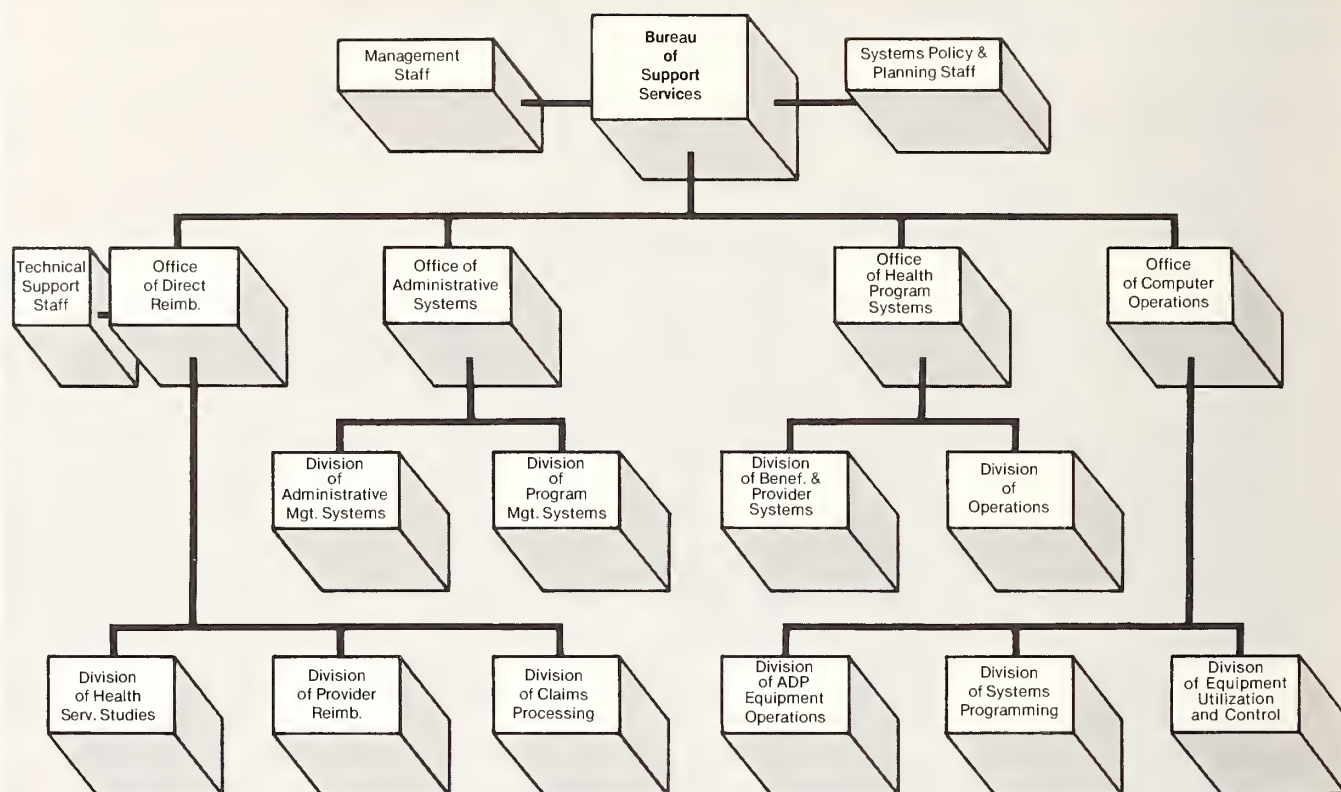 Management
Staff
Bureau
of
Support
Services
Systems Policy &
Planning Staff
Technical
Support
Staff
Office
of Direct
Reimb.
Office of
Administrative
Systems
Office
of Health
Program
Systems
Office
of Computer
Operations
Division
of
Administrative
Mgt. Systems
Division
of
Program
Mgt. Systems
Division
of Benef. &
Provider
Systems
Division
of
Operations
Division
of Health
Serv. Studies
Division
of Provider
Reimb.
Division
of Claims
Processing
Division
of ADP
Equipment
Operations
Division
of Systems
Programming
Divison
of Equipment
Utilization
and Control